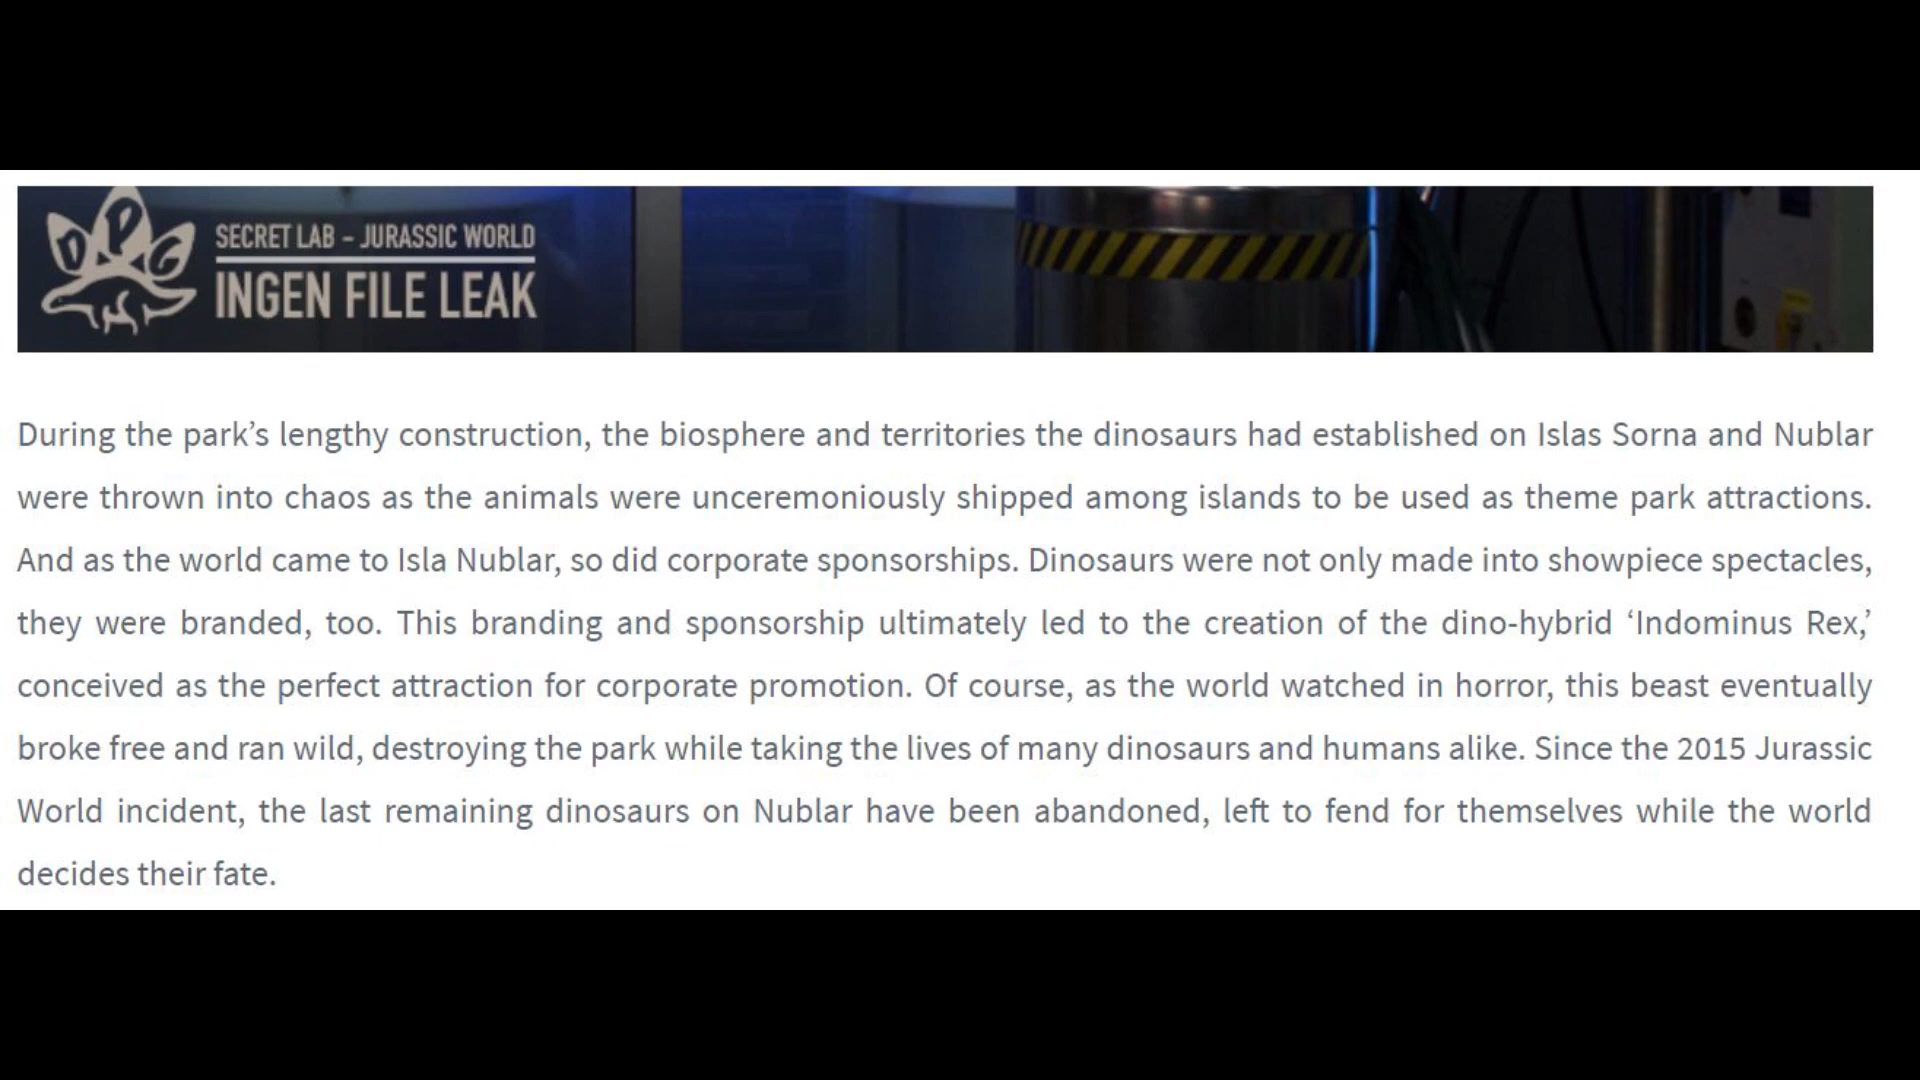 DPG
SECRET LAB – JURASSIC WORLD
INGEN FILE LEAK
During the park’s lengthy construction, the biosphere and territories the dinosaurs had established on Islas Sorna and Nublar
were thrown into chaos as the animals were unceremoniously shipped among islands to be used as theme park attractions.
And as the world came to Isla Nublar, so did corporate sponsorships. Dinosaurs were not only made into showpiece spectacles,
they were branded, too. This branding and sponsorship ultimately led to the creation of the dino-hybrid ‘Indominus Rex,’
conceived as the perfect attraction for corporate promotion. Of course, as the world watched in horror, this beast eventually
broke free and ran wild, destroying the park while taking the lives of many dinosaurs and humans alike. Since the 2015 Jurassic
World incident, the last remaining dinosaurs on Nublar have been abandoned, left to fend for themselves while the world
decides their fate.